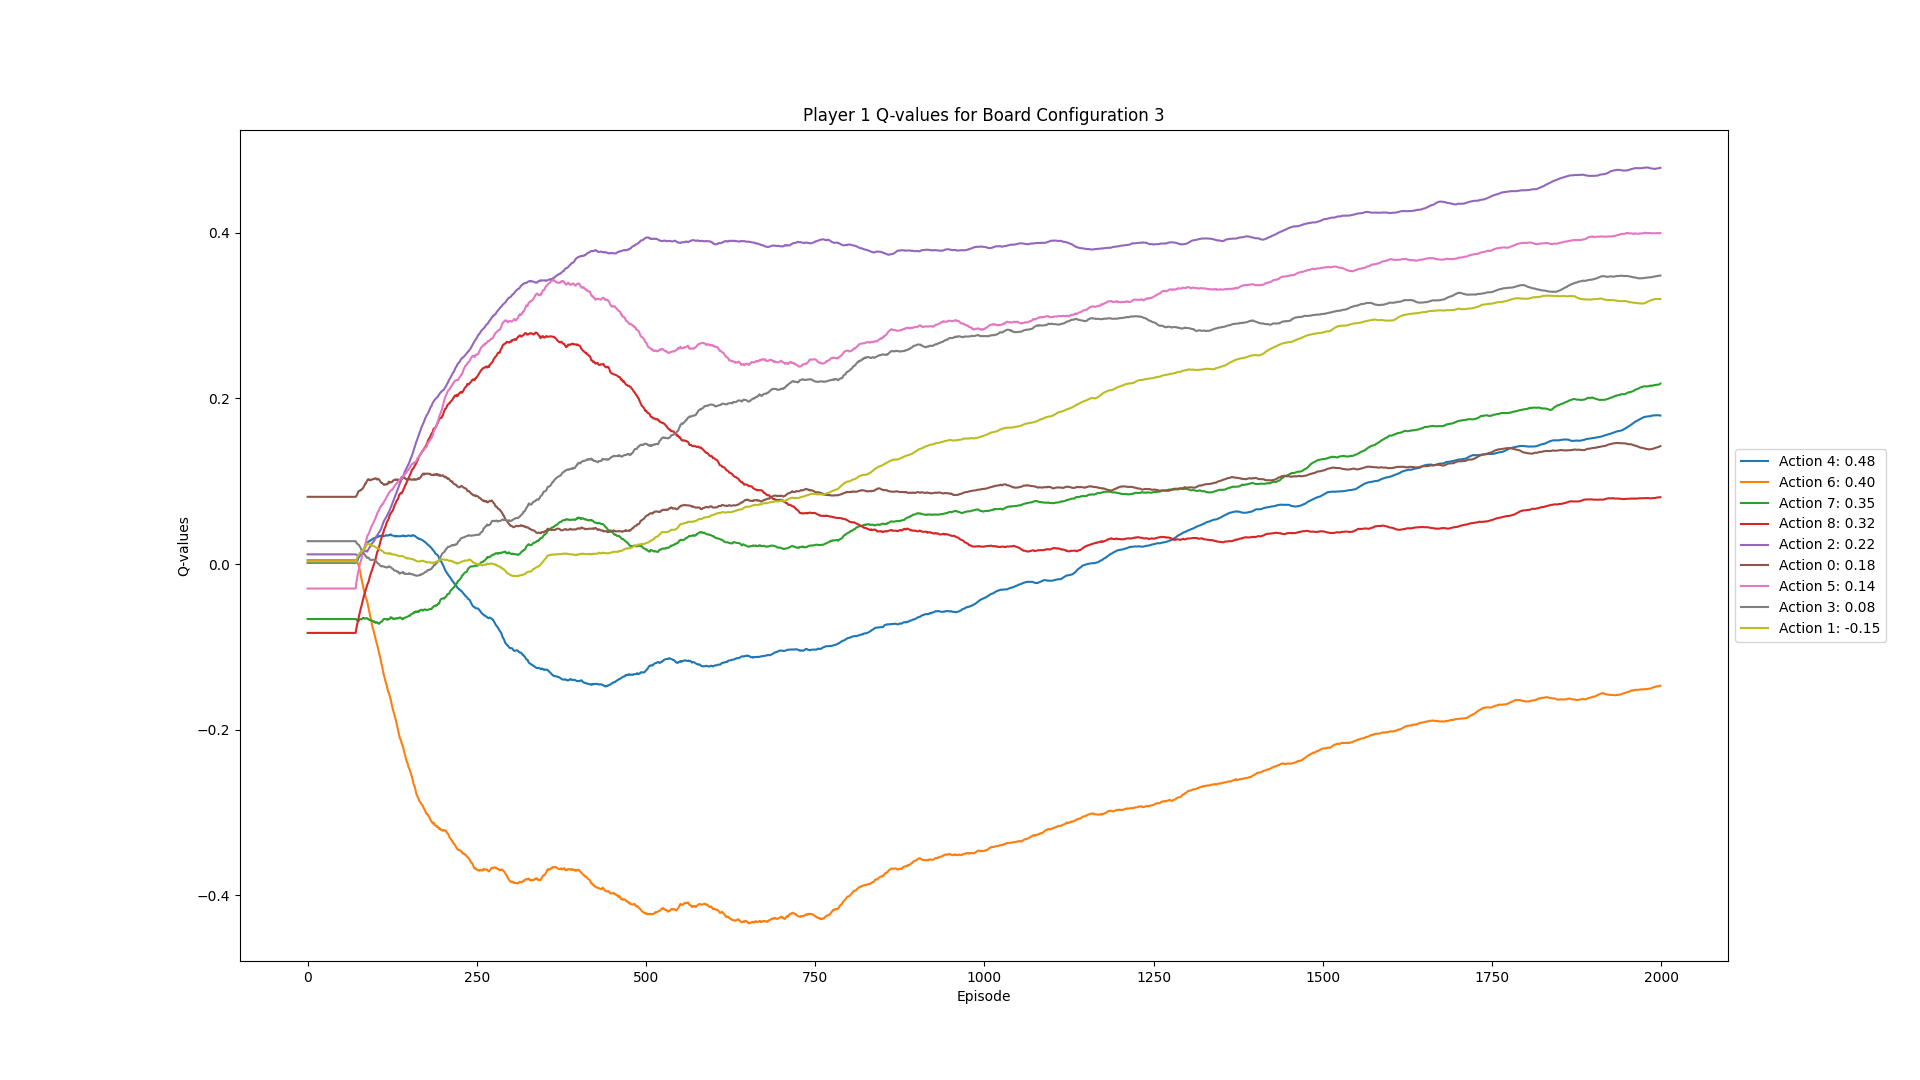 Player 1 Q-values for Board Configuration 3
Q-values
0.4
0.2
0.0
−0.2
−0.4
0 250 500 750 1000 1250 1500 1750 2000
Episode
Action 4: 0.48
Action 6: 0.40
Action 7: 0.35
Action 8: 0.32
Action 2: 0.22
Action 0: 0.18
Action 5: 0.14
Action 3: 0.08
Action 1: -0.15